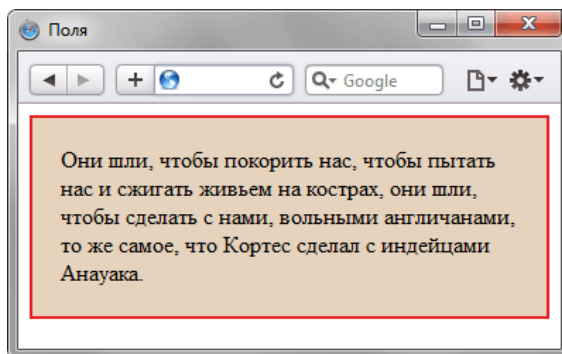 Поля
Google
Они шли, чтобы покорить нас, чтобы пытать
нас и сжигать живьем на кострах, они шли,
чтобы сделать с нами, вольными англичанами,
то же самое, что Кортес сделал с индейцами
Анауака.